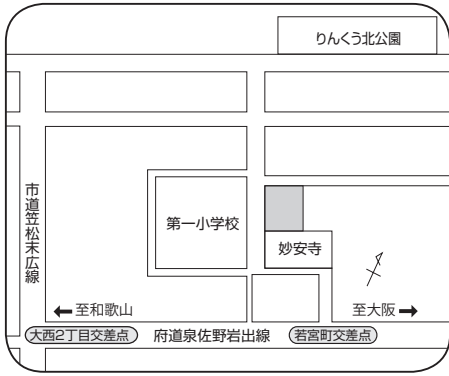 りんくう北公園
市道笠松末広線
第一小学校
妙安寺
←至和歌山
至大阪→
大西2丁目交差点
府道泉佐野岩出線
若宮町交差点